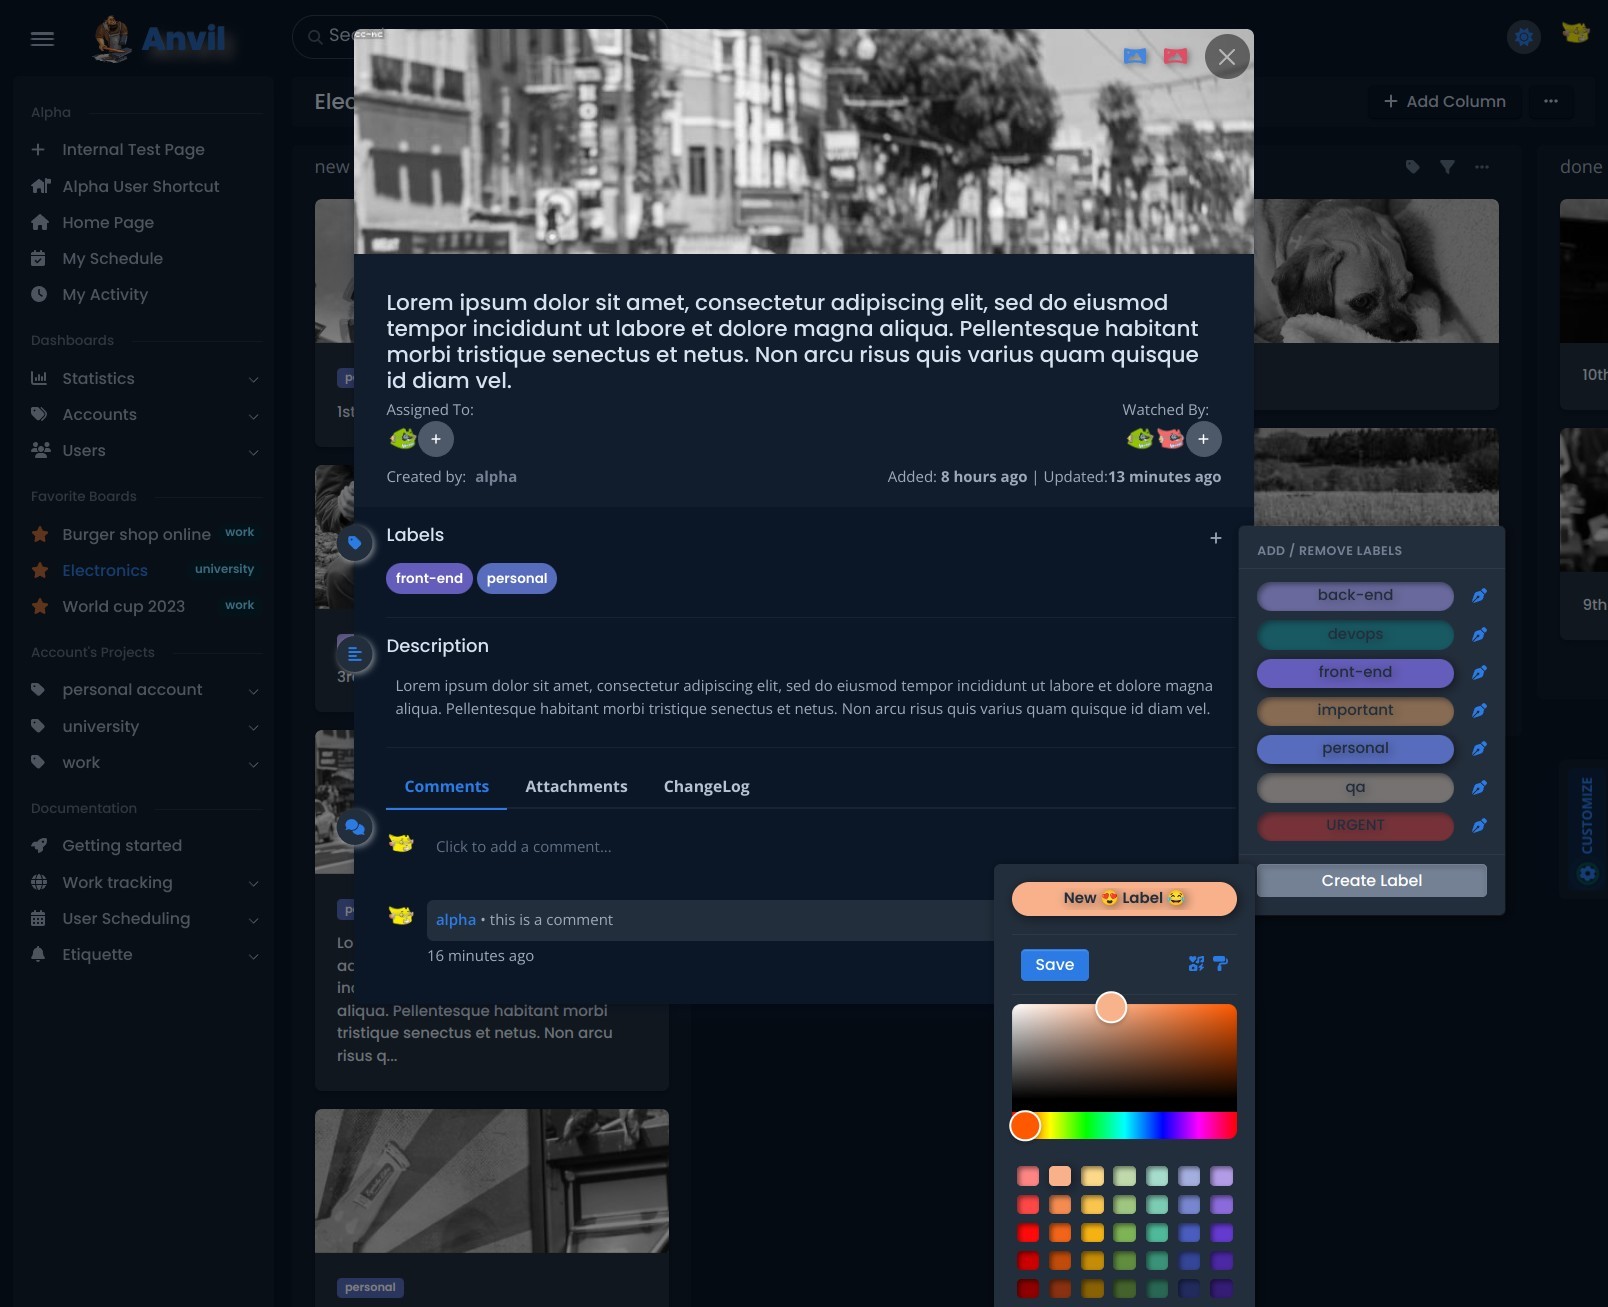 Anvil
Se
cc-nc
Alpha
Internal Test Page
Alpha User Shortcut
Home Page
My Schedule
My Activity
Dashboards
Statistics
Accounts
Users
Favorite Boards
Burger shop online work
Electronics university
World cup 2023 work
Account's Projects
personal account
university
work
Documentation
Getting started
Work tracking
User Scheduling
Etiquette
Elec
+ Add Column
new
done
1st
3r
10th
9th
Lorem ipsum dolor sit amet, consectetur adipiscing elit, sed do eiusmod
tempor incididunt ut labore et dolore magna aliqua. Pellentesque habitant
morbi tristique senectus et netus. Non arcu risus quis varius quam quisque
id diam vel.
Assigned To:
Watched By:
Created by: alpha
Added: 8 hours ago | Updated:13 minutes ago
Labels
front-end personal
Description
Lorem ipsum dolor sit amet, consectetur adipiscing elit, sed do eiusmod tempor incididunt ut labore et dolore magna
aliqua. Pellentesque habitant morbi tristique senectus et netus. Non arcu risus quis varius quam quisque id diam vel.
Comments Attachments ChangeLog
Click to add a comment...
alpha • this is a comment
16 minutes ago
ADD / REMOVE LABELS
back-end
devops
front-end
important
personal
qa
URGENT
Create Label
CUSTOMIZE
New 😍 Label 😂
Save
Lo
ad
inc
aliqua. Pellentesque habitant morbi
tristique senectus et netus. Non arcu
risus q...
personal